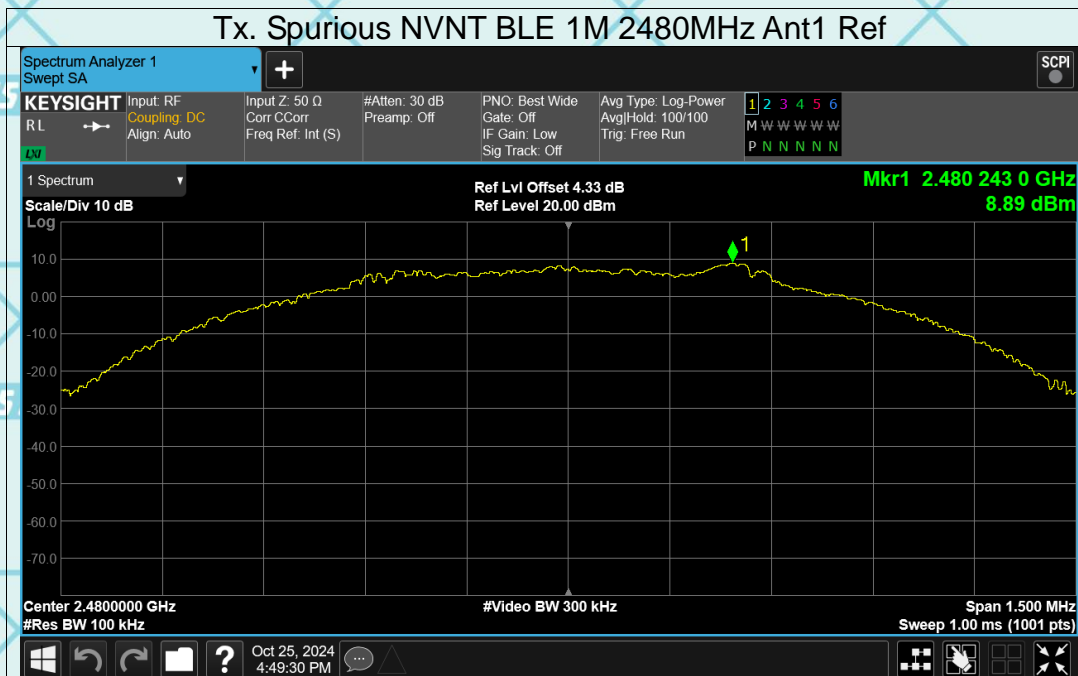 Tx. Spurious NVNT BLE 1M 2480MHz Ant1 Ref
Spectrum Analyzer 1
Swept SA
+
SCPI
KEYSIGHT
R L
LXI
Input: RF
Coupling: DC
Align: Auto
Input Z: 50 Ω
Corr CCorr
Freq Ref: Int (S)
#Atten: 30 dB
Preamp: Off
PNO: Best Wide
Gate: Off
IF Gain: Low
Sig Track: Off
Avg Type: Log-Power
Avg|Hold: 100/100
Trig: Free Run
1 2 3 4 5 6
M W W W W W
P N N N N N
1 Spectrum
Ref Lvl Offset 4.33 dB
Mkr1 2.480 243 0 GHz
Scale/Div 10 dB
Ref Level 20.00 dBm
8.89 dBm
Log
1
10.0
0.00
-10.0
-20.0
-30.0
-40.0
-50.0
-60.0
-70.0
Center 2.4800000 GHz
#Video BW 300 kHz
Span 1.500 MHz
#Res BW 100 kHz
Sweep 1.00 ms (1001 pts)
?
Oct 25, 2024
4:49:30 PM